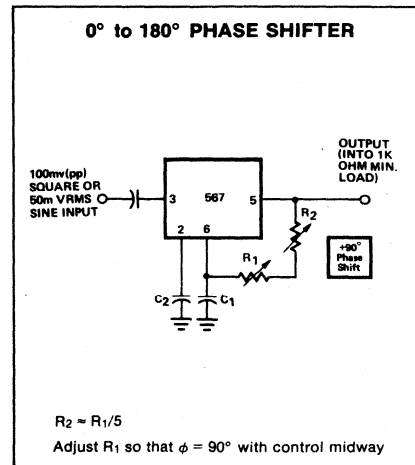 0° to 180° PHASE SHIFTER
100mv(pp)
SQUARE OR
50m VRMS
SINE INPUT
3
567
5
2
6
OUTPUT
(INTO 1K
OHM MIN.
LOAD)
R2
+90°
Phase
Shift
R1
C2
C1
R2 ≈ R1/5
Adjust R1 so that ϕ = 90° with control midway